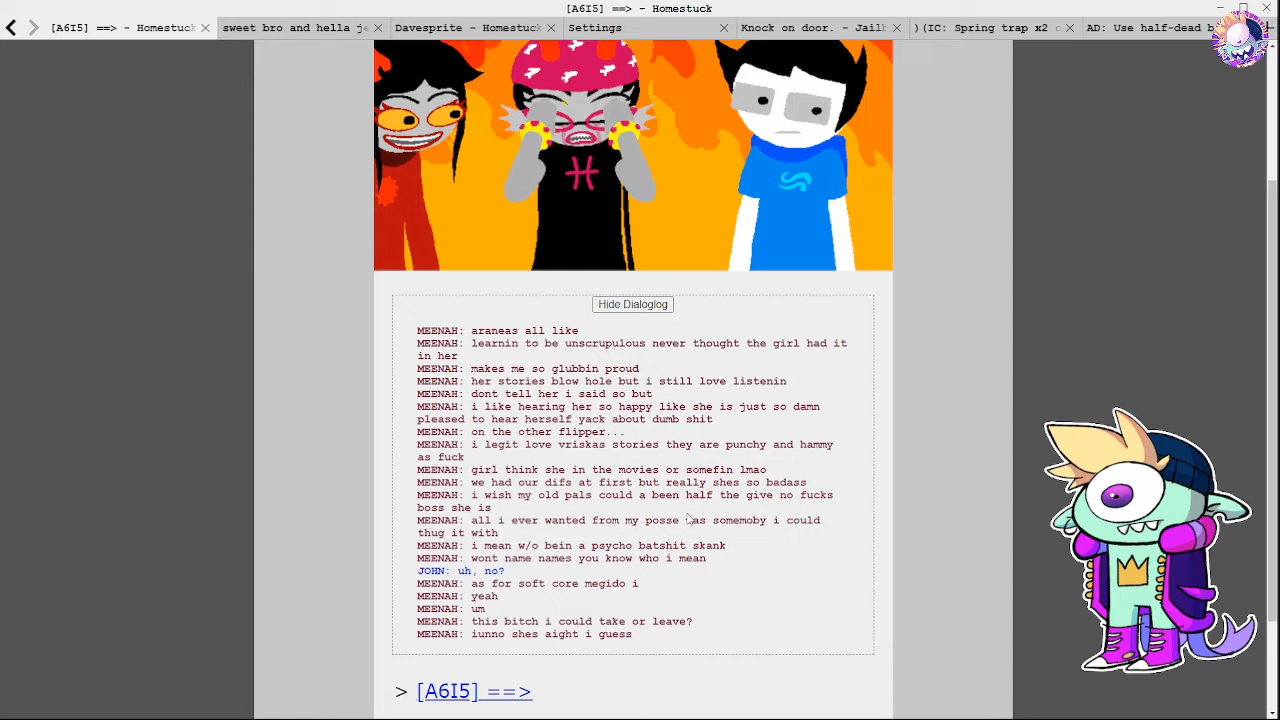 [A6I5] ==> - Homestuck
[A6I5] ==> - Homestuck
sweet bro and hella je
Davesprite - Homestuck
Settings
Knock on door. - Jailb
)(IC: Spring trap x2 c
AD: Use half-dead b
Hide Dialoglog
MEENAH: araneas all like
MEENAH: learnin to be unscrupulous never thought the girl had it
in her
MEENAH: makes me so glubbin proud
MEENAH: her stories blow hole but i still love listenin
MEENAH: dont tell her i said so but
MEENAH: i like hearing her so happy like she is just so damn
pleased to hear herself yack about dumb shit
MEENAH: on the other flipper...
MEENAH: i legit love vriskas stories they are punchy and hammy
as fuck
MEENAH: girl think she in the movies or somefin lmao
MEENAH: we had our difs at first but really shes so badass
MEENAH: i wish my old pals could a been half the give no fucks
boss she is
MEENAH: all i ever wanted from my posse was somemoby i could
thug it with
MEENAH: i mean w/o bein a psycho batshit skank
MEENAH: wont name names you know who i mean
JOHN: uh, no?
MEENAH: as for soft core megido i
MEENAH: yeah
MEENAH: um
MEENAH: this bitch i could take or leave?
MEENAH: iunno shes aight i guess
> [A6I5] ==>